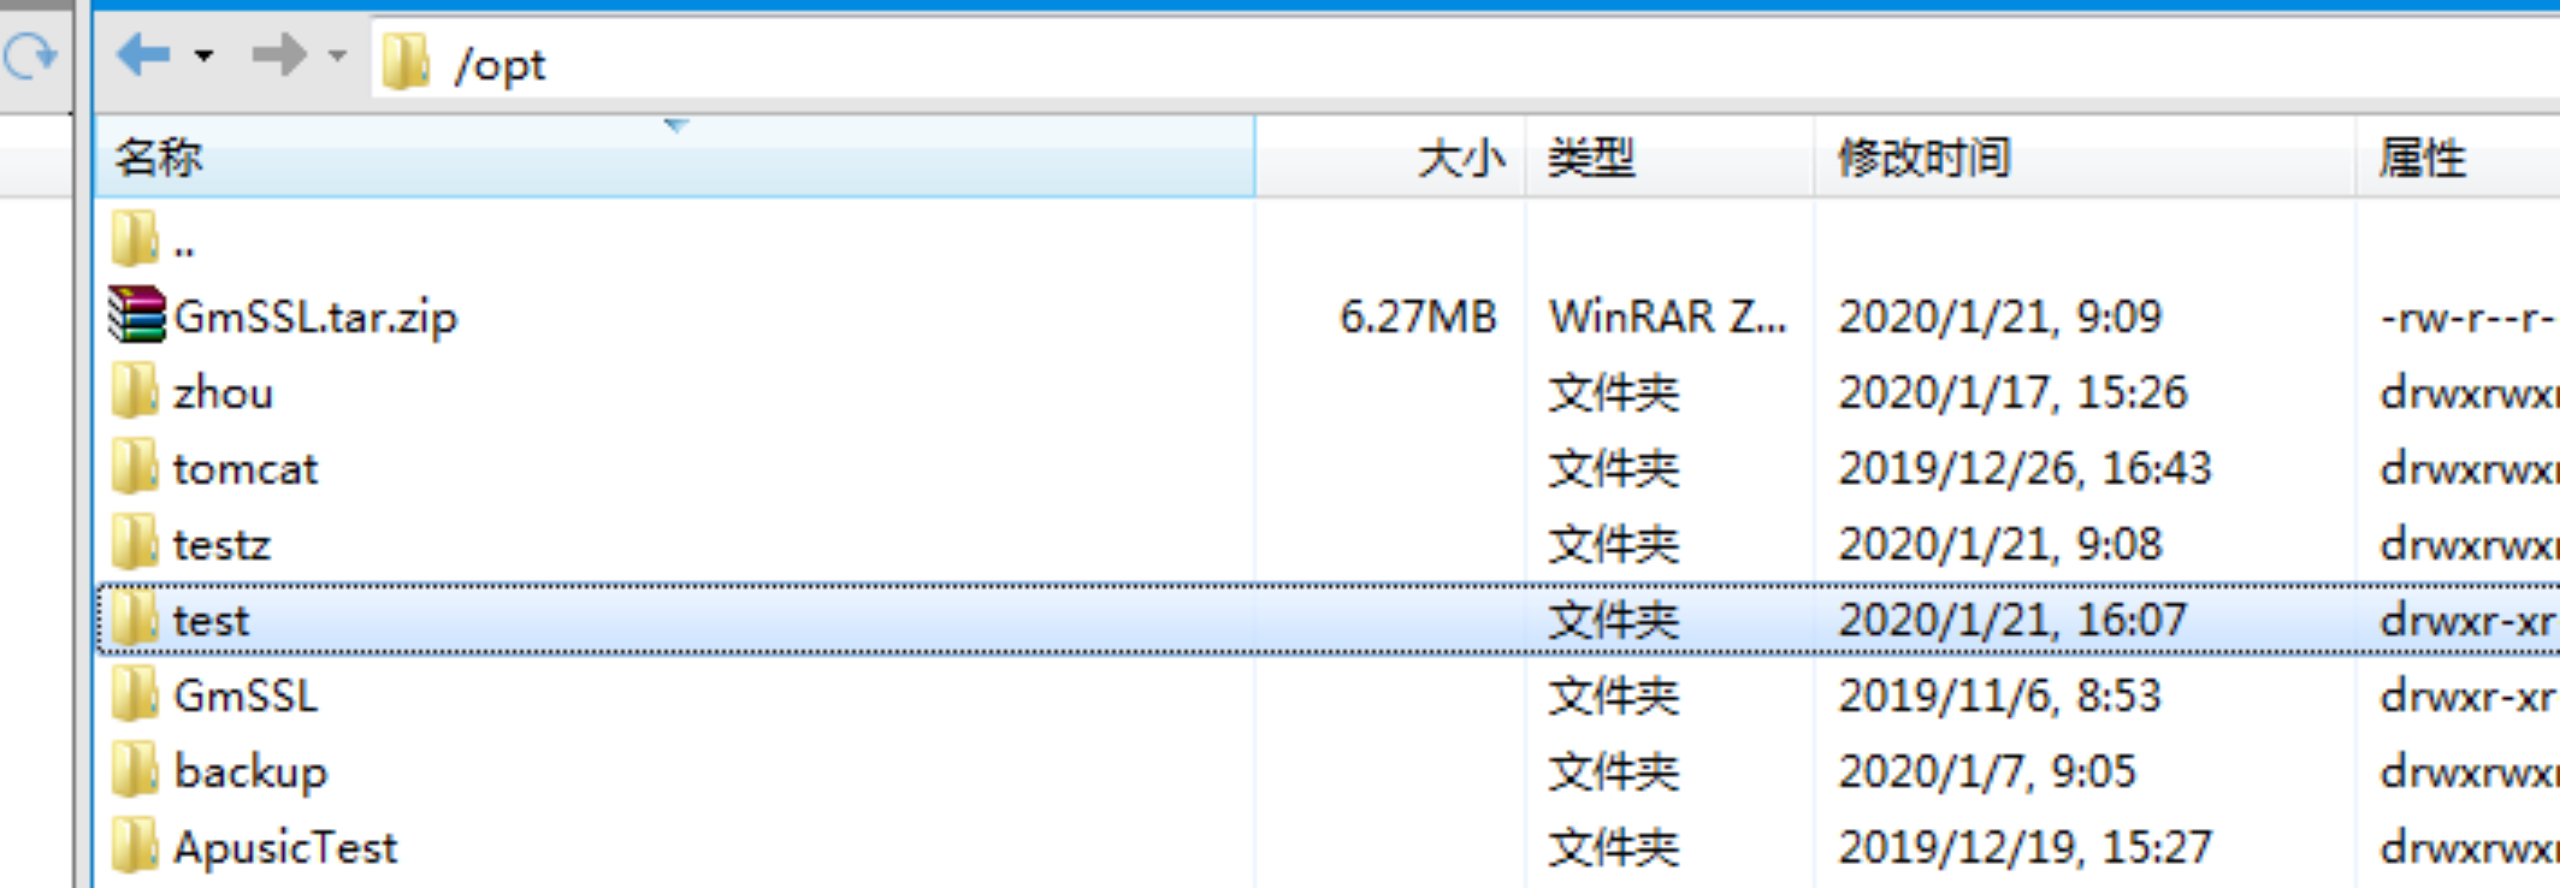 /opt
名称 大小 类型 修改时间 属性
..
GmSSL.tar.zip 6.27MB WinRAR Z... 2020/1/21, 9:09 -rw-r--r-
zhou 文件夹 2020/1/17, 15:26 drwxrwx
tomcat 文件夹 2019/12/26, 16:43 drwxrwx
testz 文件夹 2020/1/21, 9:08 drwxrwx
test 文件夹 2020/1/21, 16:07 drwxr-xr
GmSSL 文件夹 2019/11/6, 8:53 drwxr-xr
backup 文件夹 2020/1/7, 9:05 drwxrwx
ApusicTest 文件夹 2019/12/19, 15:27 drwxrwx